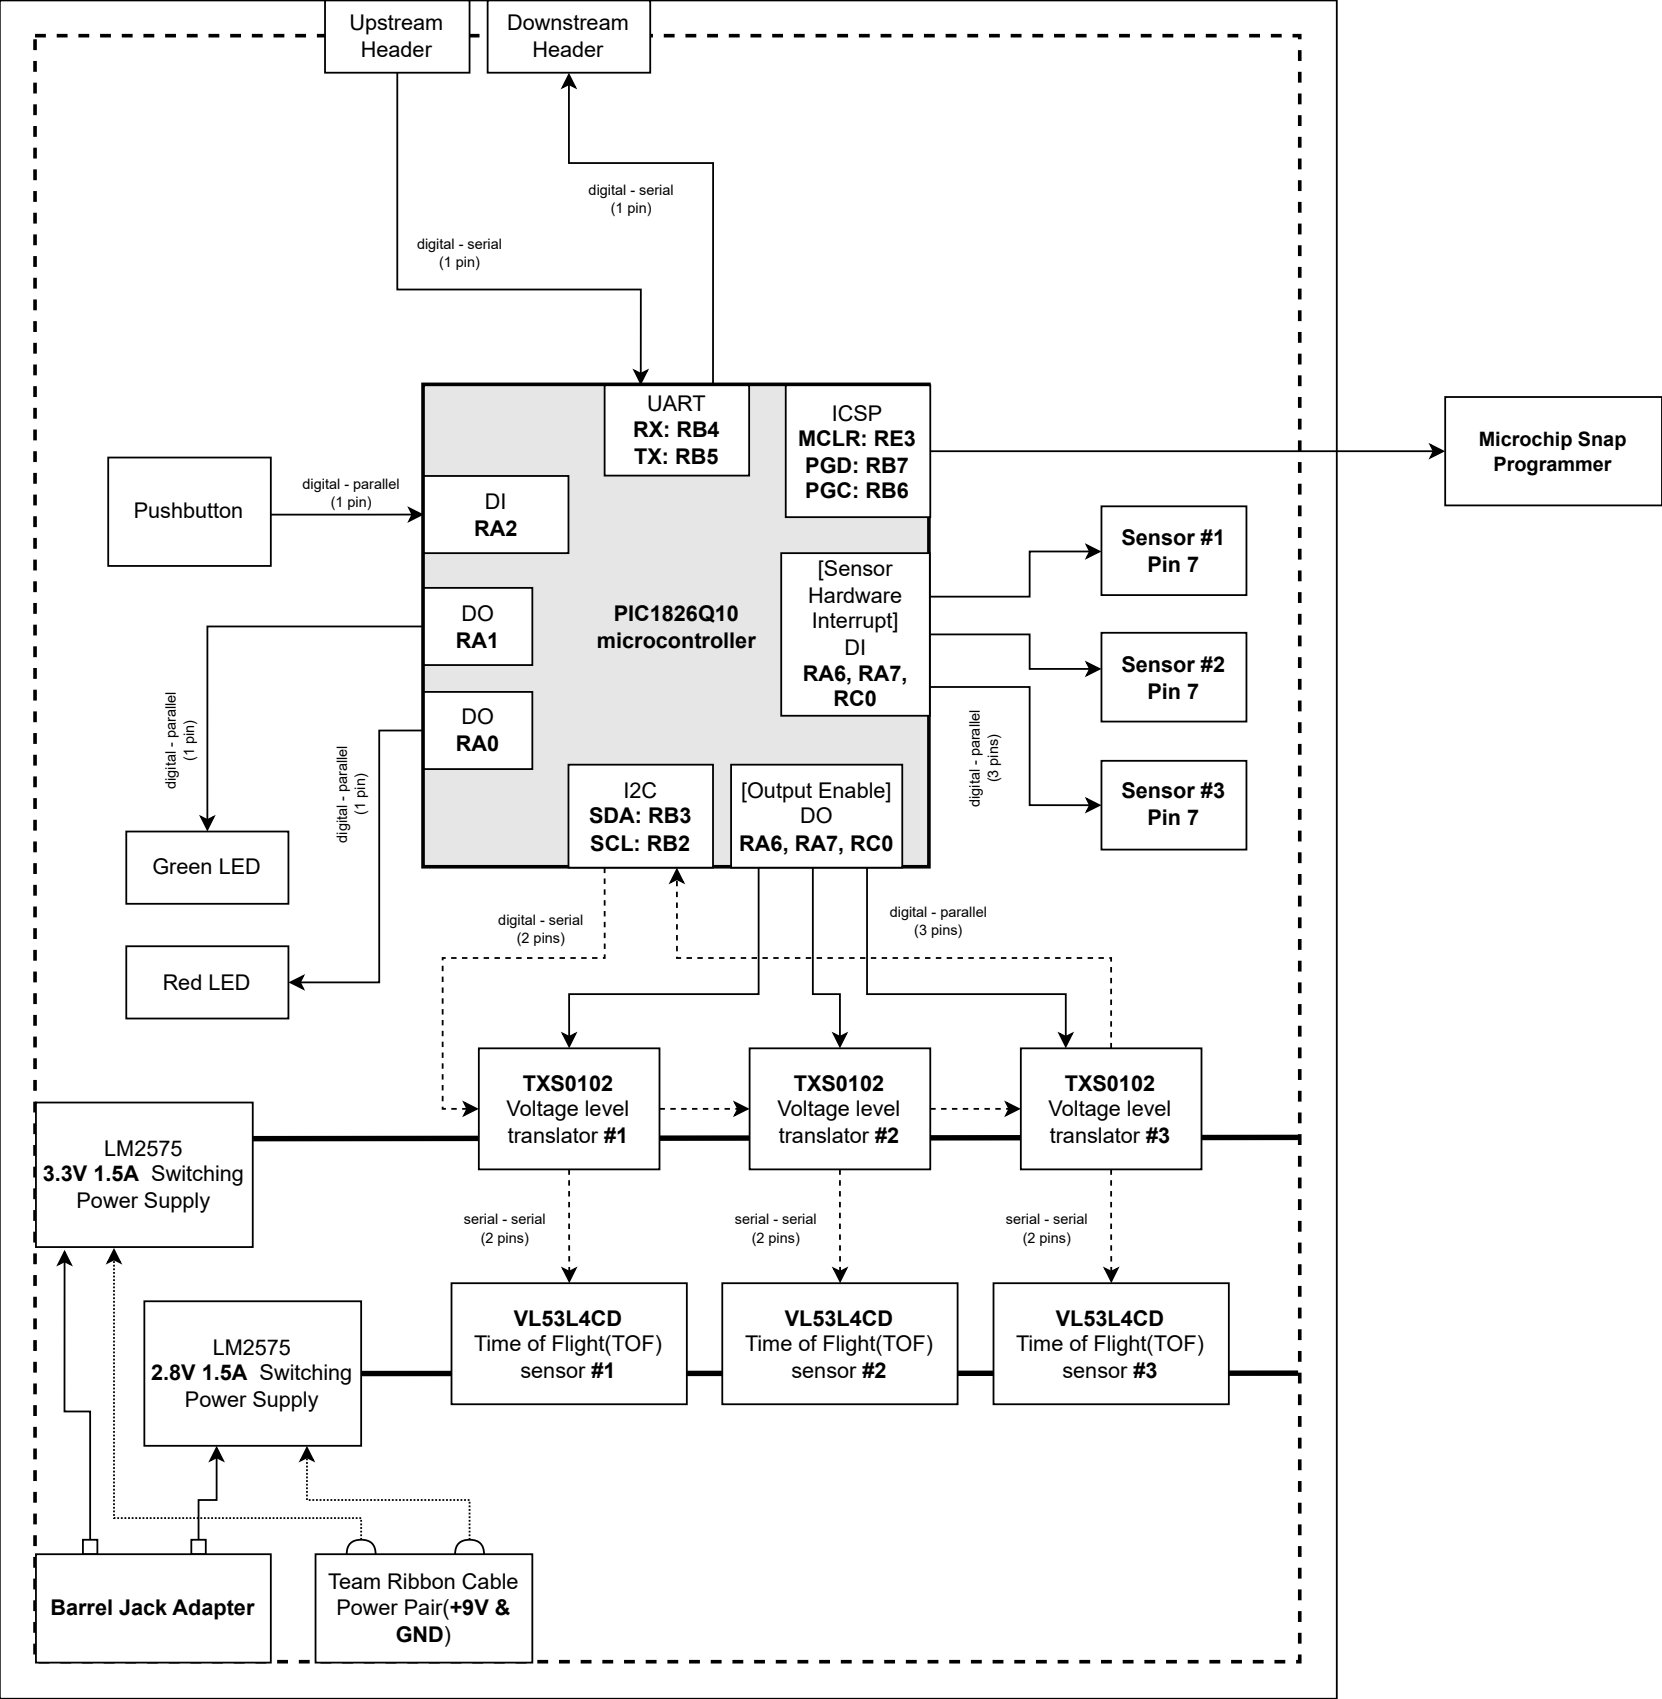 Upstream
Header
Downstream
Header
digital - serial
(1 pin)
digital - serial
(1 pin)
UART
RX: RB4
TX: RB5
ICSP
MCLR: RE3
PGD: RB7
PGC: RB6
Microchip Snap
Programmer
Pushbutton
digital - parallel
(1 pin)
DI
RA2
Sensor #1
Pin 7
[Sensor
Hardware
Interrupt]
DI
RA6, RA7,
RC0
PIC1826Q10
microcontroller
DO
RA1
Sensor #2
Pin 7
DO
RA0
digital - parallel
(1 pin)
digital - parallel
(1 pin)
digital - parallel
(3 pins)
Sensor #3
Pin 7
I2C
SDA: RB3
SCL: RB2
[Output Enable]
DO
RA6, RA7, RC0
Green LED
digital - serial
(2 pins)
digital - parallel
(3 pins)
Red LED
TXS0102
Voltage level
translator #1
TXS0102
Voltage level
translator #2
TXS0102
Voltage level
translator #3
LM2575
3.3V 1.5A Switching
Power Supply
serial - serial
(2 pins)
serial - serial
(2 pins)
serial - serial
(2 pins)
VL53L4CD
Time of Flight(TOF)
sensor #1
VL53L4CD
Time of Flight(TOF)
sensor #2
VL53L4CD
Time of Flight(TOF)
sensor #3
LM2575
2.8V 1.5A Switching
Power Supply
Barrel Jack Adapter
Team Ribbon Cable
Power Pair(+9V &
GND)